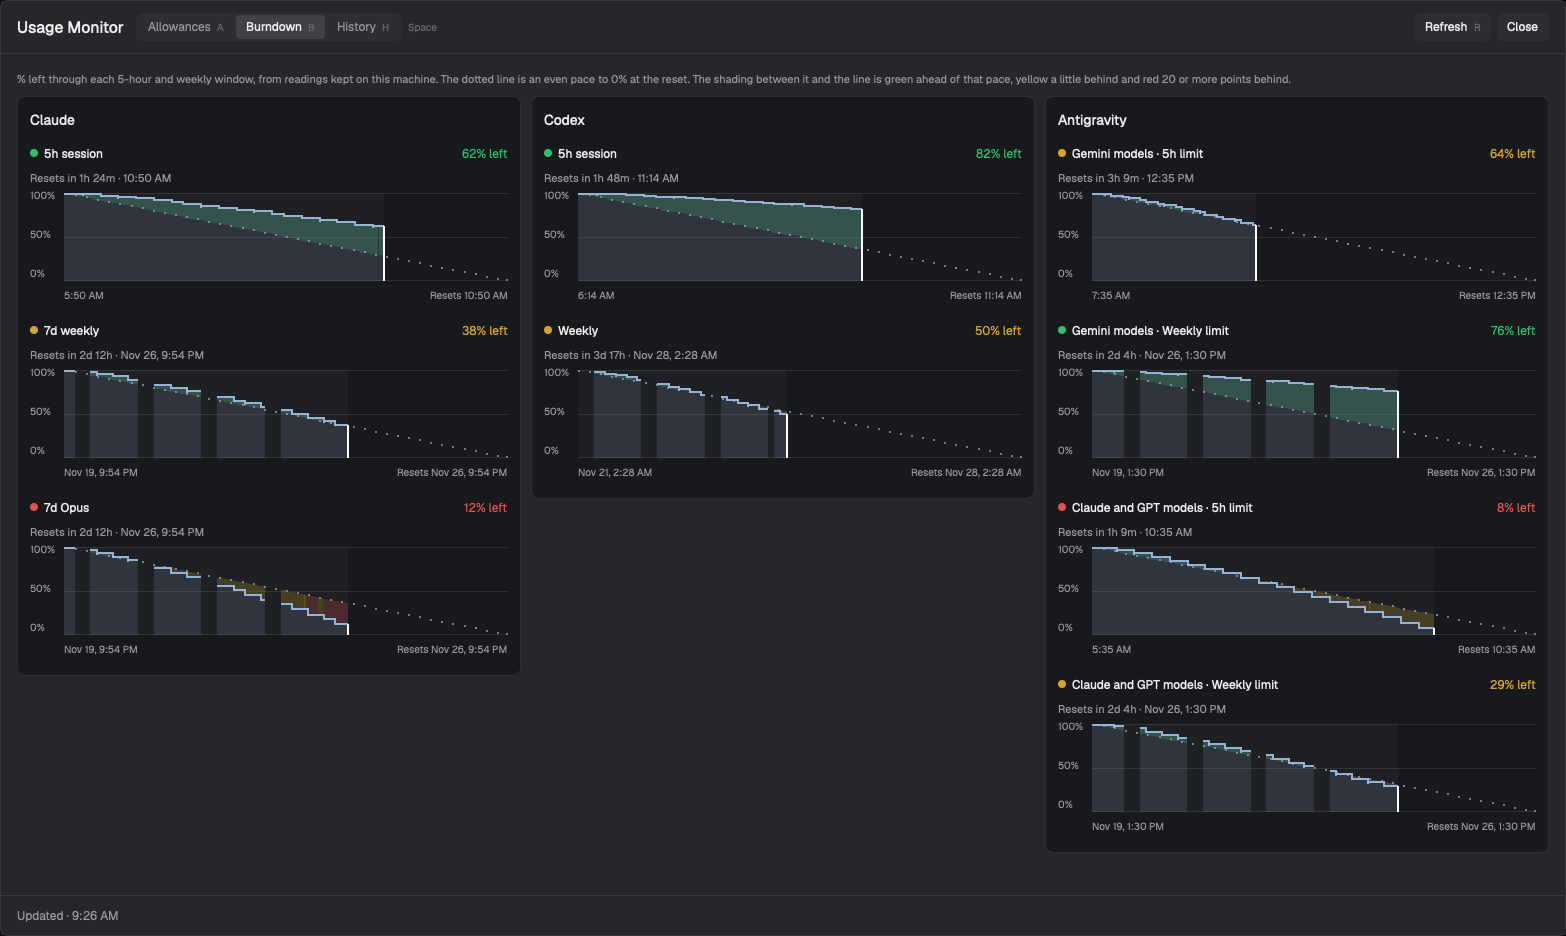 Usage Monitor
Allowances A
Burndown B
History H
Space
Refresh R
Close
% left through each 5-hour and weekly window, from readings kept on this machine. The dotted line is an even pace to 0% at the reset. The shading between it and the line is green ahead of that pace, yellow a little behind and red 20 or more points behind.
Claude
5h session
62% left
Resets in 1h 24m · 10:50 AM
100%
50%
0%
5:50 AM
Resets 10:50 AM
7d weekly
38% left
Resets in 2d 12h · Nov 26, 9:54 PM
100%
50%
0%
Nov 19, 9:54 PM
Resets Nov 26, 9:54 PM
7d Opus
12% left
Resets in 2d 12h · Nov 26, 9:54 PM
100%
50%
0%
Nov 19, 9:54 PM
Resets Nov 26, 9:54 PM
Codex
5h session
82% left
Resets in 1h 48m · 11:14 AM
100%
50%
0%
6:14 AM
Resets 11:14 AM
Weekly
50% left
Resets in 3d 17h · Nov 28, 2:28 AM
100%
50%
0%
Nov 21, 2:28 AM
Resets Nov 28, 2:28 AM
Antigravity
Gemini models · 5h limit
64% left
Resets in 3h 9m · 12:35 PM
100%
50%
0%
7:35 AM
Resets 12:35 PM
Gemini models · Weekly limit
76% left
Resets in 2d 4h · Nov 26, 1:30 PM
100%
50%
0%
Nov 19, 1:30 PM
Resets Nov 26, 1:30 PM
Claude and GPT models · 5h limit
8% left
Resets in 1h 9m · 10:35 AM
100%
50%
0%
5:35 AM
Resets 10:35 AM
Claude and GPT models · Weekly limit
29% left
Resets in 2d 4h · Nov 26, 1:30 PM
100%
50%
0%
Nov 19, 1:30 PM
Resets Nov 26, 1:30 PM
Updated · 9:26 AM